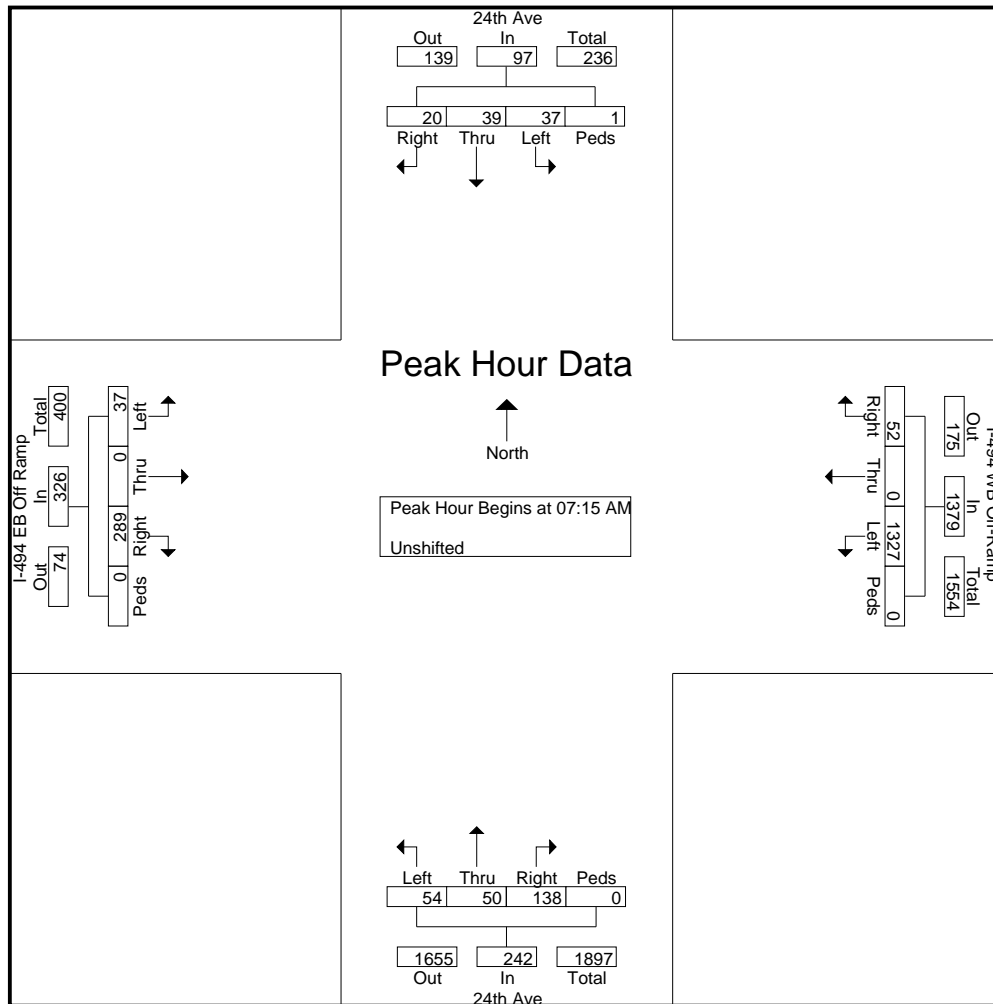 24th Ave
Out In Total
139 97 236
20 39 37 1
Right Thru Left Peds
Peak Hour Data
North
Peak Hour Begins at 07:15 AM
Unshifted
I-494 EB Off Ramp
Total In Out
400 326 74
37 0 289 0
Left Thru Right Peds
I-494 WB Off-Ramp
Out In Total
175 1379 1554
52 0 1327 0
Right Thru Left Peds
Left Thru Right Peds
54 50 138 0
1655 242 1897
Out In Total
24th Ave